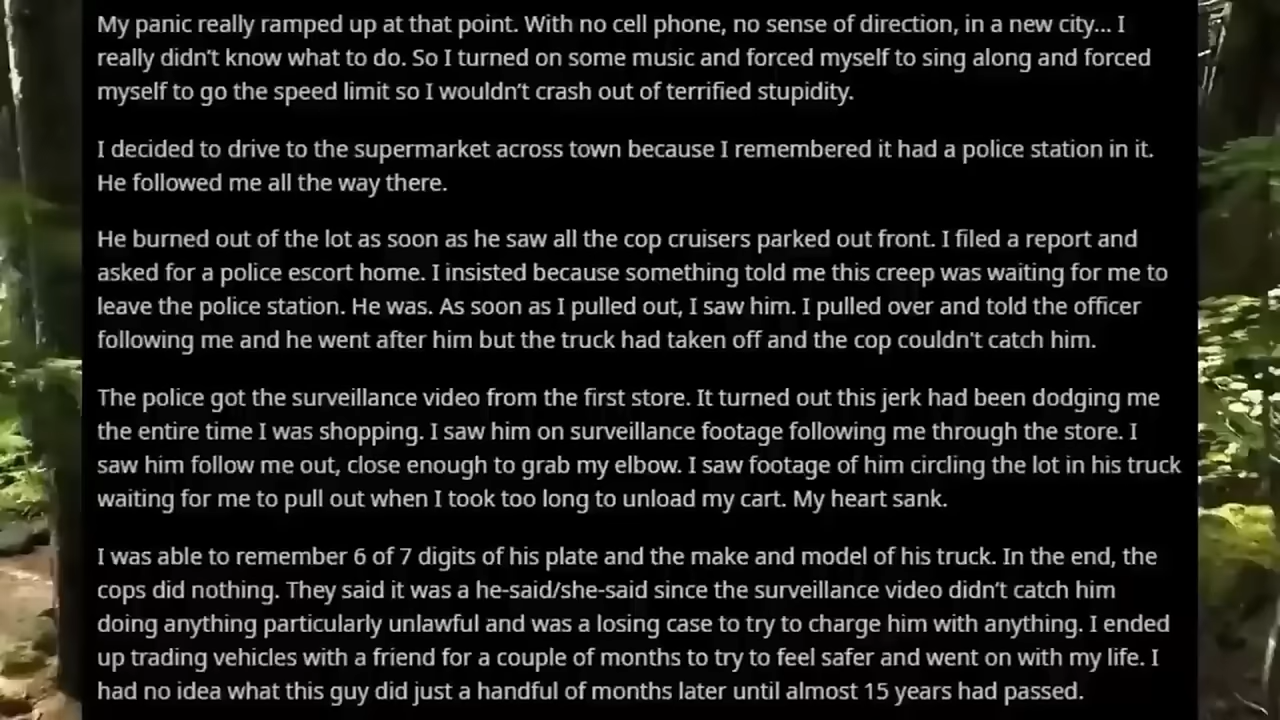 My panic really ramped up at that point. With no cell phone, no sense of direction, in a new city... I
really didn’t know what to do. So I turned on some music and forced myself to sing along and forced
myself to go the speed limit so I wouldn’t crash out of terrified stupidity.
I decided to drive to the supermarket across town because I remembered it had a police station in it.
He followed me all the way there.
He burned out of the lot as soon as he saw all the cop cruisers parked out front. I filed a report and
asked for a police escort home. I insisted because something told me this creep was waiting for me to
leave the police station. He was. As soon as I pulled out, I saw him. I pulled over and told the officer
following me and he went after him but the truck had taken off and the cop couldn't catch him.
The police got the surveillance video from the first store. It turned out this jerk had been dodging me
the entire time I was shopping. I saw him on surveillance footage following me through the store. I
saw him follow me out, close enough to grab my elbow. I saw footage of him circling the lot in his truck
waiting for me to pull out when I took too long to unload my cart. My heart sank.
I was able to remember 6 of 7 digits of his plate and the make and model of his truck. In the end, the
cops did nothing. They said it was a he-said/she-said since the surveillance video didn’t catch him
doing anything particularly unlawful and was a losing case to try to charge him with anything. I ended
up trading vehicles with a friend for a couple of months to try to feel safer and went on with my life. I
had no idea what this guy did just a handful of months later until almost 15 years had passed.